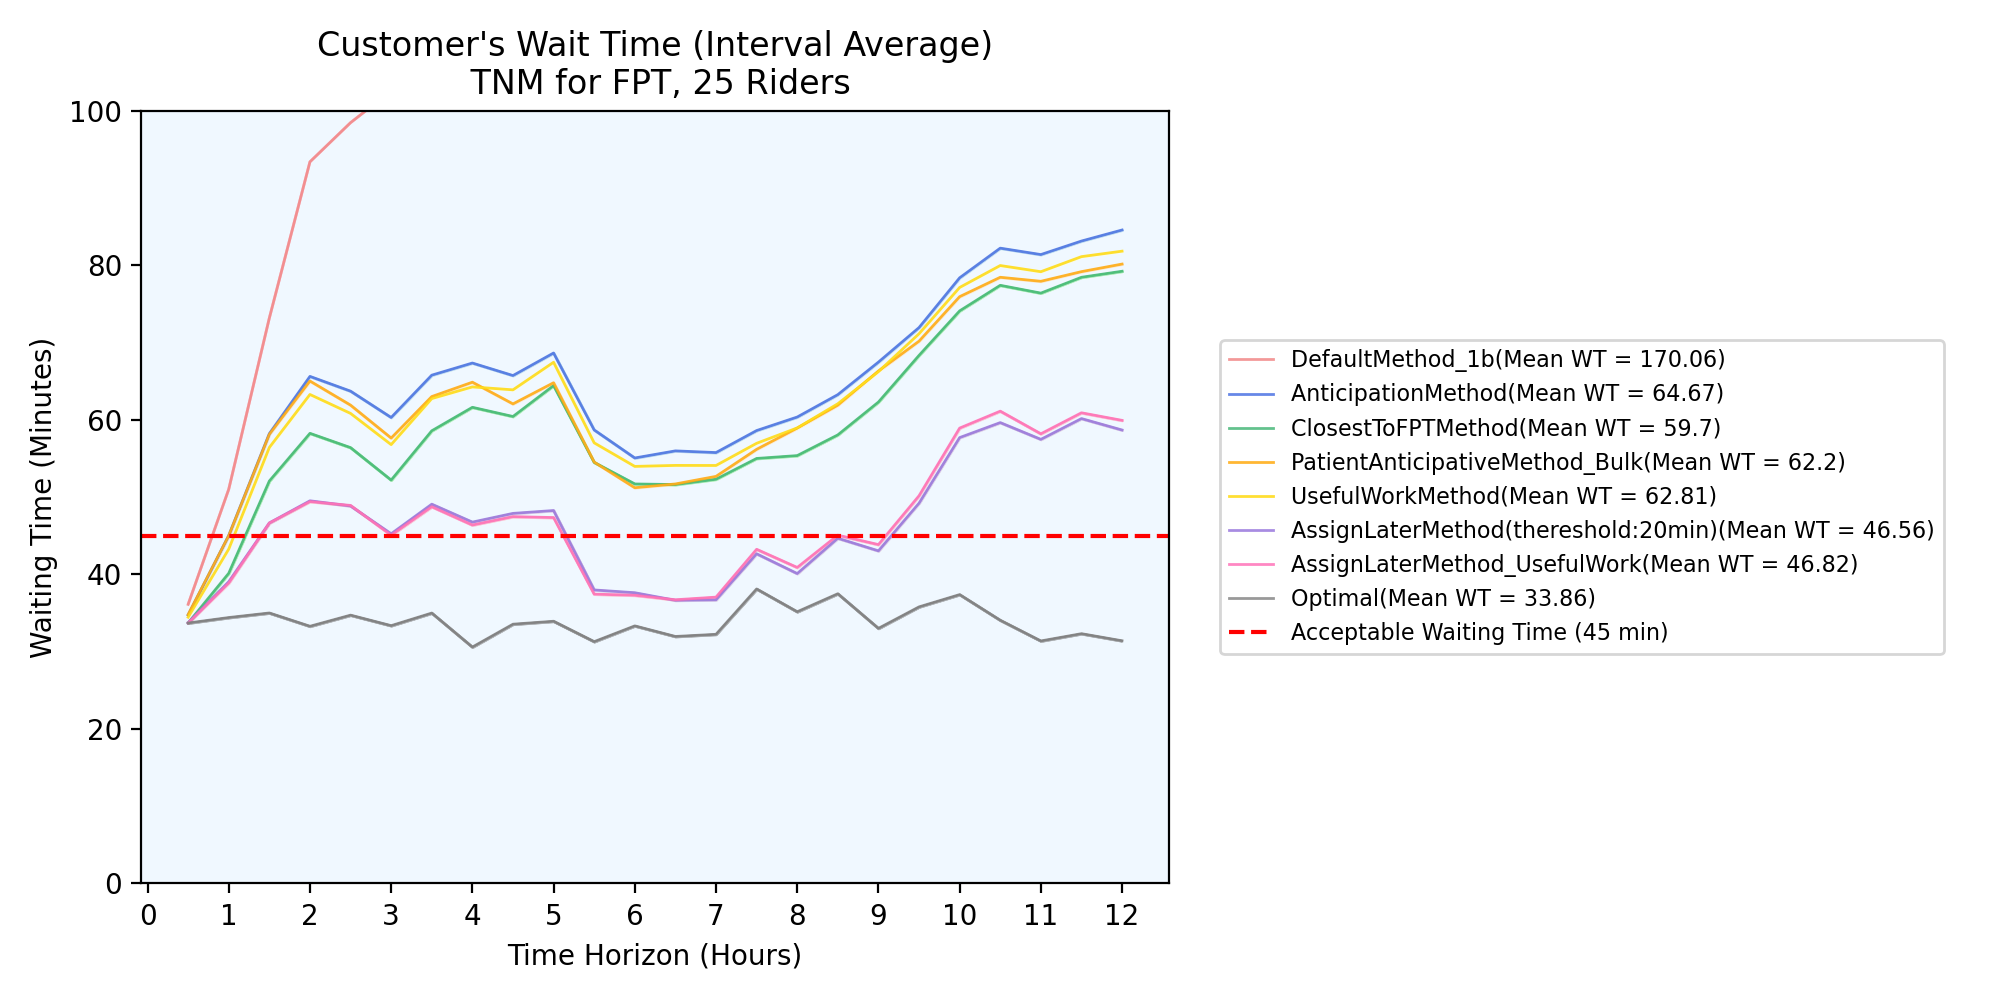 Customer's Wait Time (Interval Average)
TNM for FPT, 25 Riders
Waiting Time (Minutes)
100
80
60
40
20
0
0 1 2 3 4 5 6 7 8 9 10 11 12
Time Horizon (Hours)
DefaultMethod_1b(Mean WT = 170.06)
AnticipationMethod(Mean WT = 64.67)
ClosestToFPTMethod(Mean WT = 59.7)
PatientAnticipativeMethod_Bulk(Mean WT = 62.2)
UsefulWorkMethod(Mean WT = 62.81)
AssignLaterMethod(thereshold:20min)(Mean WT = 46.56)
AssignLaterMethod_UsefulWork(Mean WT = 46.82)
Optimal(Mean WT = 33.86)
Acceptable Waiting Time (45 min)